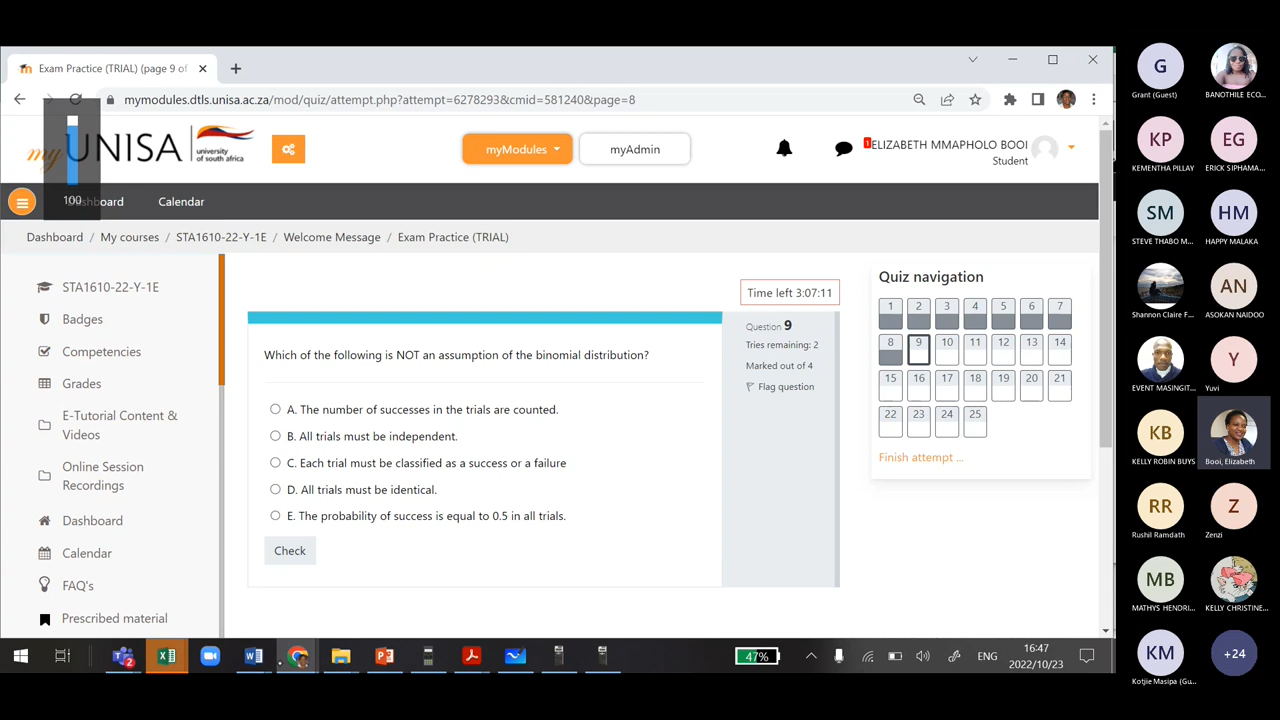 Exam Practice (TRIAL) (page 9 of
mymodules.dtls.unisa.ac.za/mod/quiz/attempt.php?attempt=6278293&cmid=581240&page=8
my UNISA
university
of south africa
100
myModules
myAdmin
1
ELIZABETH MMAPHOLO BOOI
Student
Calendar
Dashboard / My courses / STA1610-22-Y-1E / Welcome Message / Exam Practice (TRIAL)
STA1610-22-Y-1E
Badges
Competencies
Grades
E-Tutorial Content &
Videos
Online Session
Recordings
Dashboard
Calendar
FAQ's
Prescribed material
Time left 3:07:11
Which of the following is NOT an assumption of the binomial distribution?
A. The number of successes in the trials are counted.
B. All trials must be independent.
C. Each trial must be classified as a success or a failure
D. All trials must be identical.
E. The probability of success is equal to 0.5 in all trials.
Check
Question 9
Tries remaining: 2
Marked out of 4
Flag question
Quiz navigation
1 2 3 4 5 6 7
8 9 10 11 12 13 14
15 16 17 18 19 20 21
22 23 24 25
Finish attempt ...
47%
ENG
16:47
2022/10/23
G
Grant (Guest)
BANOTHILE ECO...
KP
KEMENTHA PILLAY
EG
ERICK SIPHAMA...
SM
STEVE THABO M...
HM
HAPPY MALAKA
Shannon Claire F...
AN
ASOKAN NAIDOO
EVENT MASINGIT...
Y
Yuvi
KB
KELLY ROBIN BUYS
Booi, Elizabeth
RR
Rushil Ramdath
Z
Zenzi
MB
MATHYS HENDRI...
KELLY CHRISTINE...
KM
Kotjie Masipa (Gu...
+24